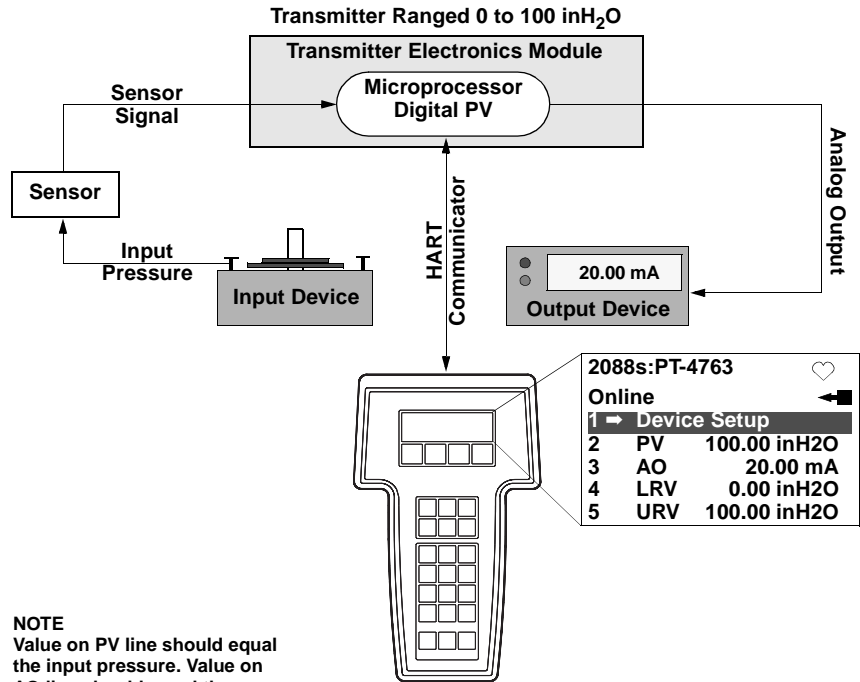 Transmitter Ranged 0 to 100 inH₂O
Transmitter Electronics Module
Microprocessor
Digital PV
Sensor
Signal
Sensor
Input
Pressure
Input Device
HART
Communicator
Analog Output
20.00 mA
Output Device
2088s:PT-4763
Online
1 ➡ Device Setup
2 PV 100.00 inH2O
3 AO 20.00 mA
4 LRV 0.00 inH2O
5 URV 100.00 inH2O
NOTE
Value on PV line should equal
the input pressure. Value on